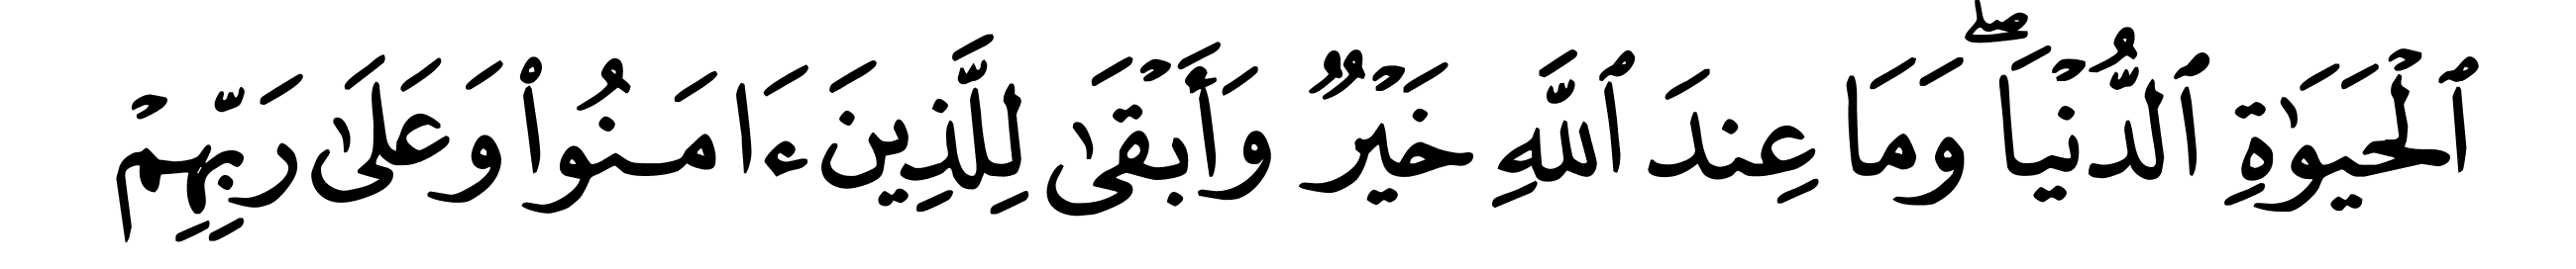 ٱلْحَيَوٰةِ ٱلدُّنْيَا ۖ وَمَا عِندَ ٱللَّهِ خَيْرٌ وَأَبْقَىٰ لِلَّذِينَ ءَامَنُوا۟ وَعَلَىٰ رَبِّهِمْ